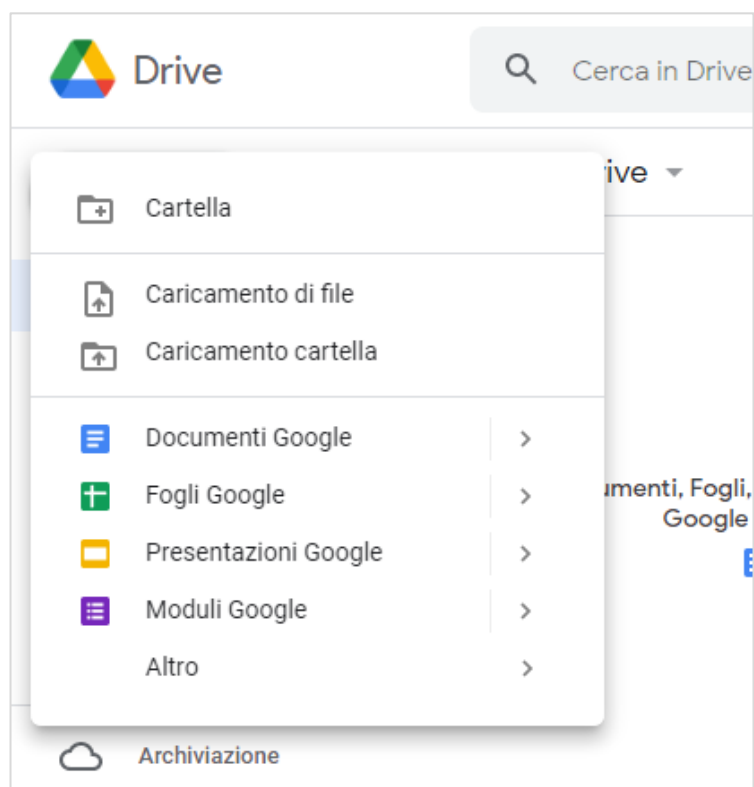 Drive
Cerca in Drive
ive
Cartella
Caricamento di file
Caricamento cartella
Documenti Google
Fogli Google
umenti, Fogli,
Google
Presentazioni Google
Moduli Google
Altro
Archiviazione